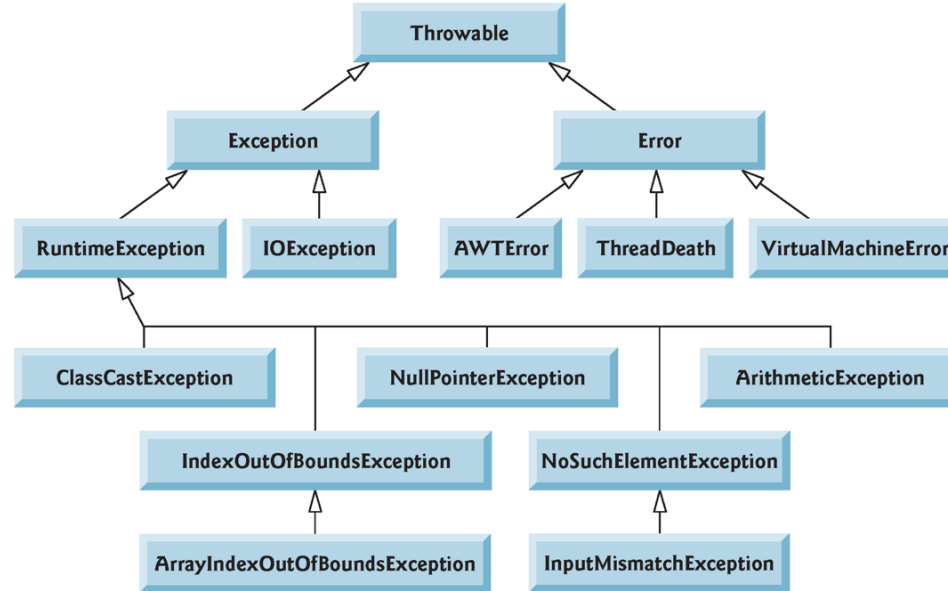 Throwable
Exception
Error
RuntimeException
IOException
AWTError
ThreadDeath
VirtualMachineError
ClassCastException
NullPointerException
ArithmeticException
IndexOutOfBoundsException
NoSuchElementException
ArrayIndexOutOfBoundsException
InputMismatchException